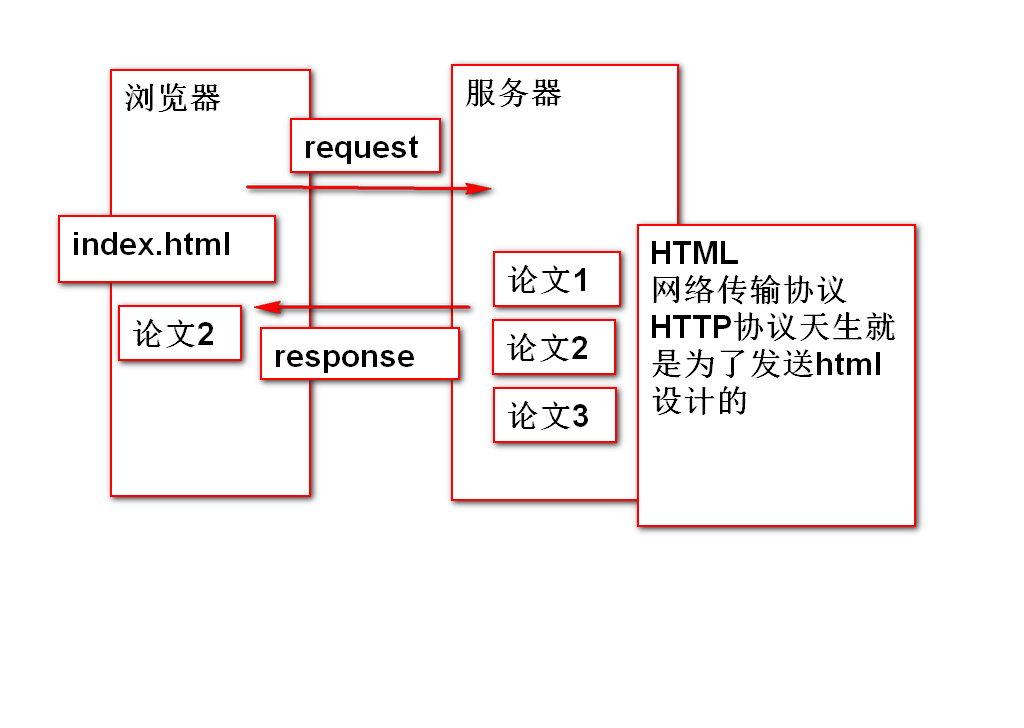 浏览器
服务器
request
index.html
论文1
论文2
response
论文2
论文3
HTML
网络传输协议
HTTP协议天生就
是为了发送html
设计的